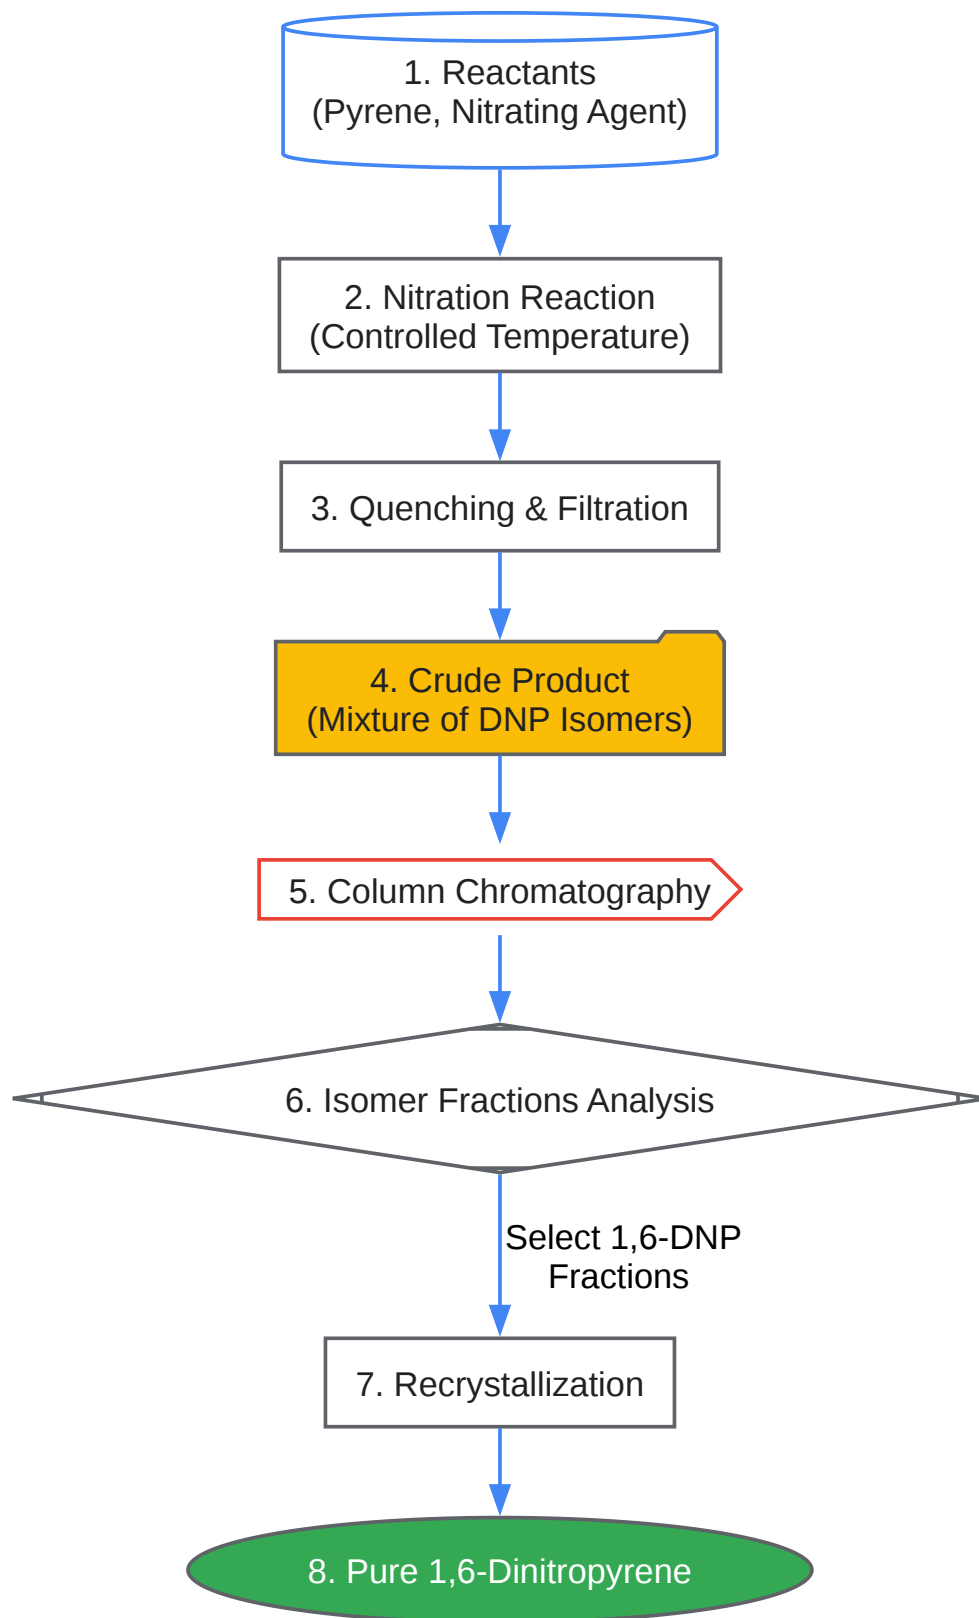 1. Reactants
(Pyrene, Nitrating Agent)
2. Nitration Reaction
(Controlled Temperature)
3. Quenching & Filtration
4. Crude Product
(Mixture of DNP Isomers)
5. Column Chromatography
6. Isomer Fractions Analysis
Select 1,6-DNP
Fractions
7. Recrystallization
8. Pure 1,6-Dinitropyrene